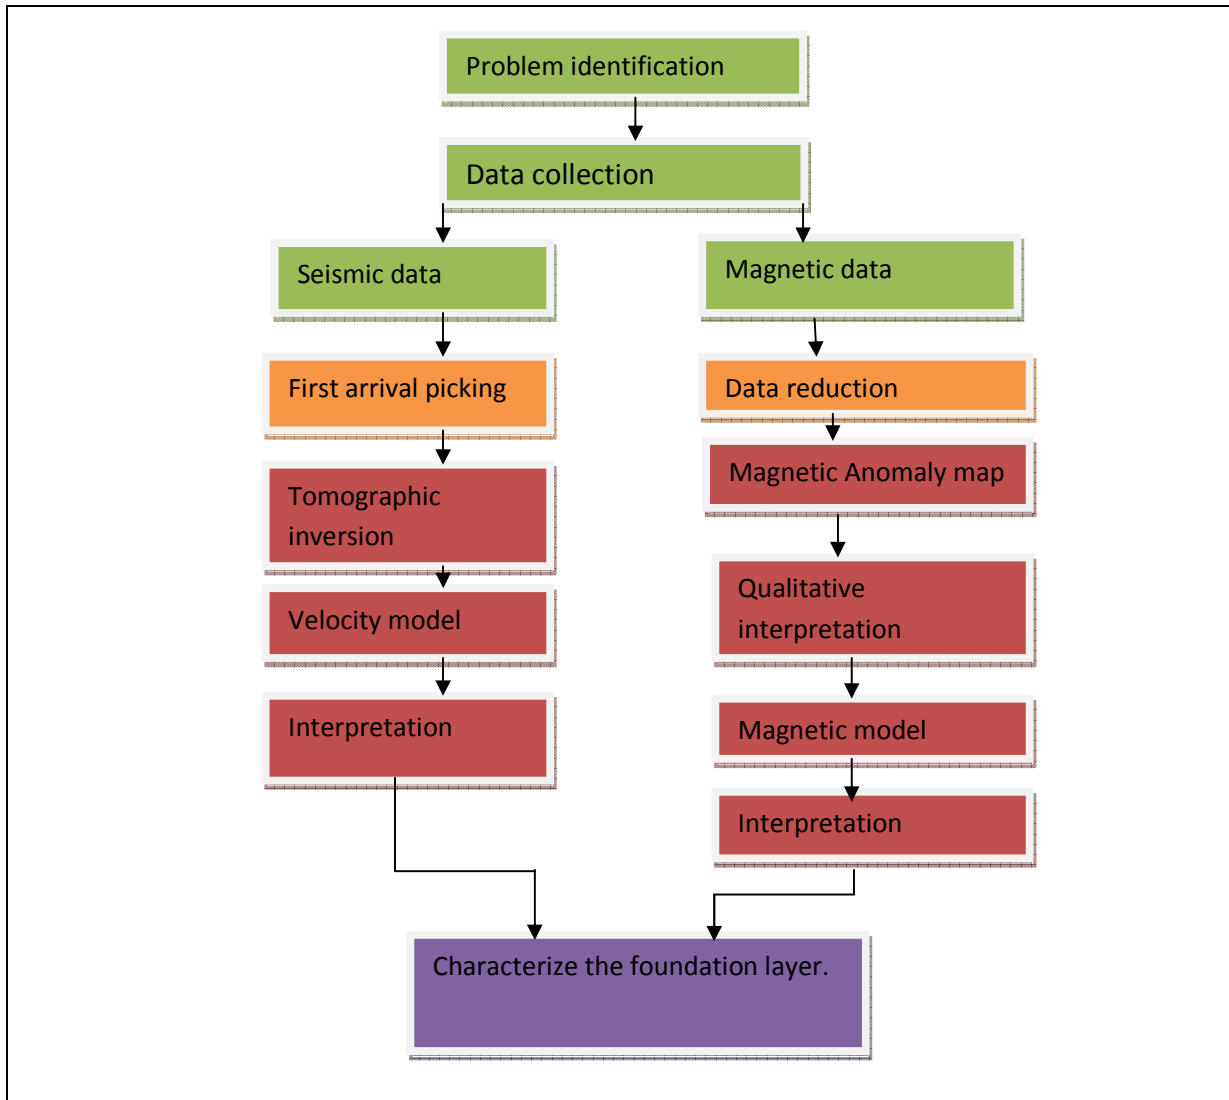 Problem identification
Data collection
Seismic data
Magnetic data
First arrival picking
Data reduction
Tomographic
inversion
Magnetic Anomaly map
Velocity model
Qualitative
interpretation
Interpretation
Magnetic model
Interpretation
Characterize the foundation layer.